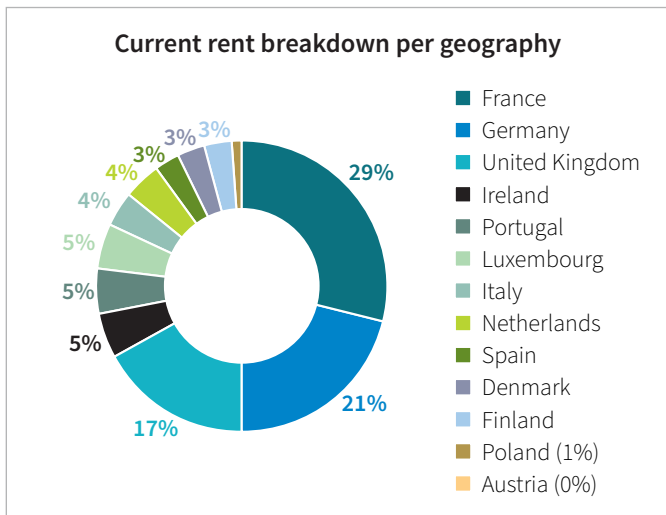 Current rent breakdown per geography
29%
21%
17%
5%
5%
5%
4%
4%
3%
3%
3%
France
Germany
United Kingdom
Ireland
Portugal
Luxembourg
Italy
Netherlands
Spain
Denmark
Finland
Poland (1%)
Austria (0%)